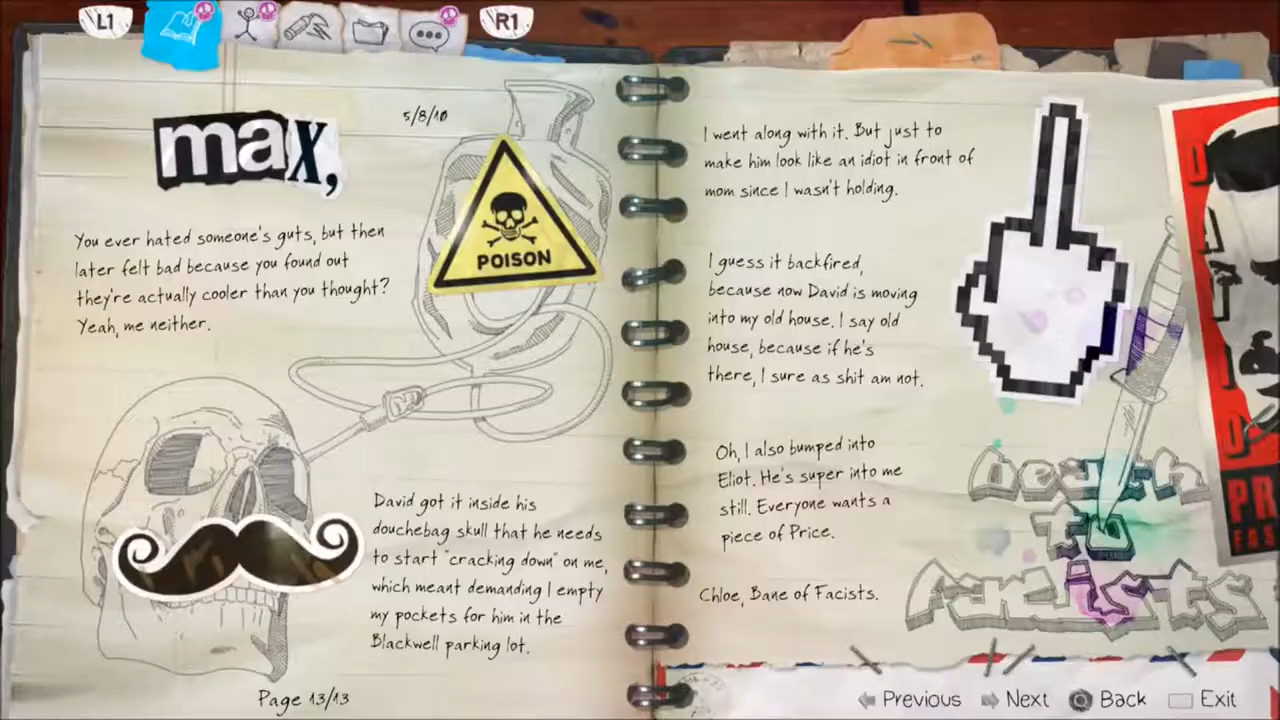 L1
R1
max,
5/8/10
POISON
You ever hated someone's guts, but then
later felt bad because you found out
they're actually cooler than you thought?
Yeah, me neither.
David got it inside his
douchebag skull that he needs
to start "cracking down" on me,
which meant demanding I empty
my pockets for him in the
Blackwell parking lot.
Page 13/13
I went along with it. But just to
make him look like an idiot in front of
mom since I wasn't holding.
I guess it backfired,
because now David is moving
into my old house. I say old
house, because if he's
there, I sure as shit am not.
Oh, I also bumped into
Eliot. He's super into me
still. Everyone wants a
piece of Price.
Chloe, Bane of Facists.
death
to
PR
FAS
Previous
Next
Back
Exit